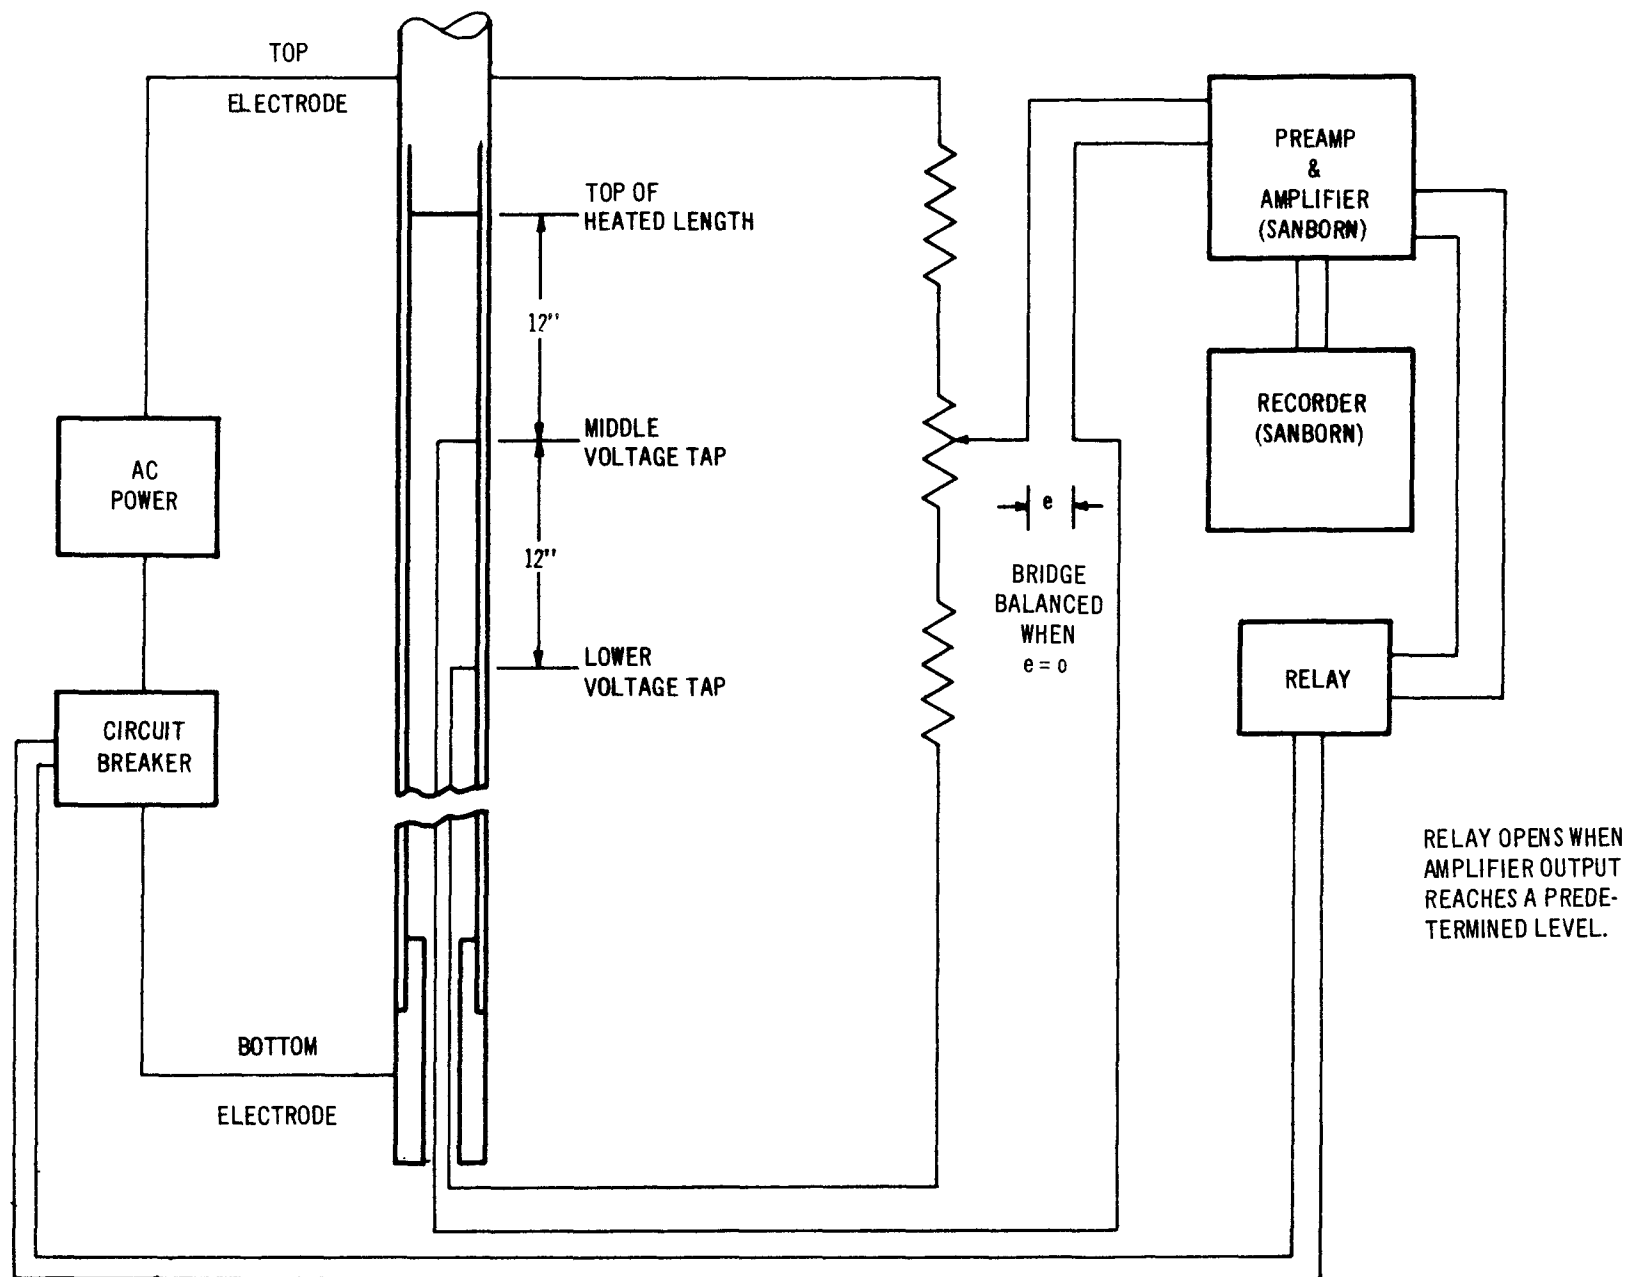 TOP
ELECTRODE
TOP OF
HEATED LENGTH
12"
MIDDLE
VOLTAGE TAP
12"
LOWER
VOLTAGE TAP
AC
POWER
CIRCUIT
BREAKER
BOTTOM
ELECTRODE
e
BRIDGE
BALANCED
WHEN
e = o
PREAMP
&
AMPLIFIER
(SANBORN)
RECORDER
(SANBORN)
RELAY
RELAY OPENS WHEN
AMPLIFIER OUTPUT
REACHES A PREDE-
TERMINED LEVEL.